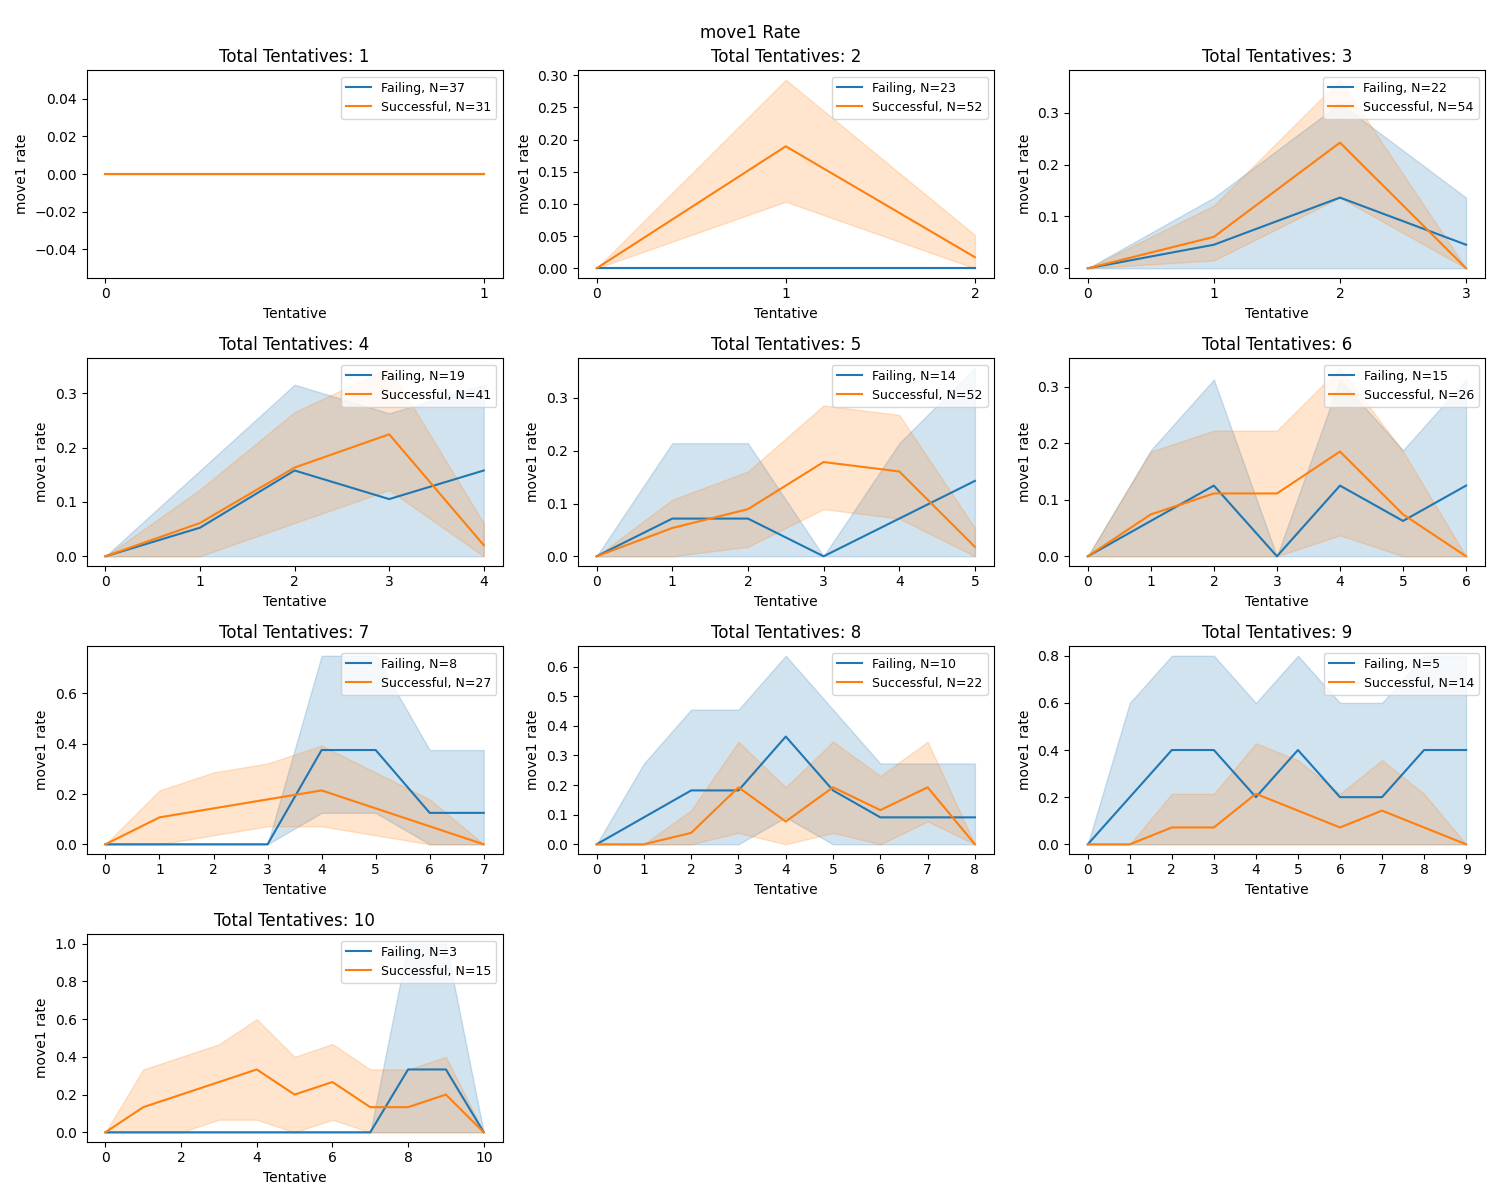 move1 Rate
Total Tentatives: 1
Failing, N=37
Successful, N=31
0.04
0.02
0.00
−0.02
−0.04
move1 rate
0 1
Tentative
Total Tentatives: 2
Failing, N=23
Successful, N=52
0.30
0.25
0.20
0.15
0.10
0.05
0.00
move1 rate
0 1 2
Tentative
Total Tentatives: 3
Failing, N=22
Successful, N=54
0.3
0.2
0.1
0.0
move1 rate
0 1 2 3
Tentative
Total Tentatives: 4
Failing, N=19
Successful, N=41
0.3
0.2
0.1
0.0
move1 rate
0 1 2 3 4
Tentative
Total Tentatives: 5
Failing, N=14
Successful, N=52
0.3
0.2
0.1
0.0
move1 rate
0 1 2 3 4 5
Tentative
Total Tentatives: 6
Failing, N=15
Successful, N=26
0.3
0.2
0.1
0.0
move1 rate
0 1 2 3 4 5 6
Tentative
Total Tentatives: 7
Failing, N=8
Successful, N=27
0.6
0.4
0.2
0.0
move1 rate
0 1 2 3 4 5 6 7
Tentative
Total Tentatives: 8
Failing, N=10
Successful, N=22
0.6
0.5
0.4
0.3
0.2
0.1
0.0
move1 rate
0 1 2 3 4 5 6 7 8
Tentative
Total Tentatives: 9
Failing, N=5
Successful, N=14
0.8
0.6
0.4
0.2
0.0
move1 rate
0 1 2 3 4 5 6 7 8 9
Tentative
Total Tentatives: 10
Failing, N=3
Successful, N=15
1.0
0.8
0.6
0.4
0.2
0.0
move1 rate
0 2 4 6 8 10
Tentative